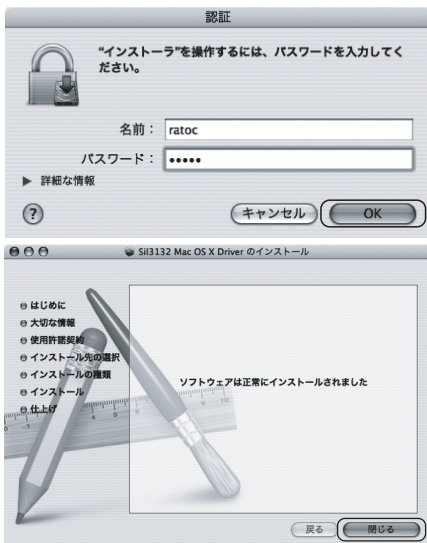 認証
"インストーラ"を操作するには、パスワードを入力してく
ださい。
名前： ratoc
パスワード： •••••
▶ 詳細な情報
? キャンセル OK
SiI3132 Mac OS X Driver のインストール
はじめに
大切な情報
使用許諾契約
インストール先の選択
インストールの種類
インストール
仕上げ
ソフトウェアは正常にインストールされました
戻る 閉じる